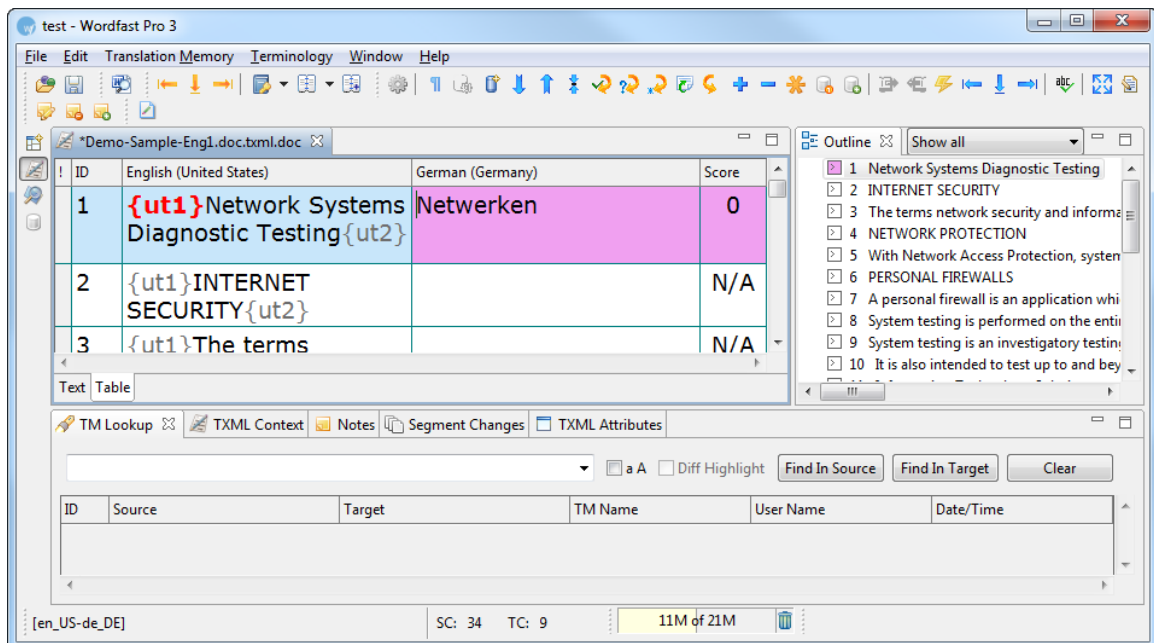 test - Wordfast Pro 3
File Edit Translation Memory Terminology Window Help
*Demo-Sample-Eng1.doc.txml.doc
! ID English (United States) German (Germany) Score
1 {ut1}Network Systems Netwerken 0
Diagnostic Testing{ut2}
2 {ut1}INTERNET N/A
SECURITY{ut2}
3 {ut1}The terms N/A
Text Table
Outline Show all
1 Network Systems Diagnostic Testing
2 INTERNET SECURITY
3 The terms network security and informa
4 NETWORK PROTECTION
5 With Network Access Protection, system
6 PERSONAL FIREWALLS
7 A personal firewall is an application whi
8 System testing is performed on the enti
9 System testing is an investigatory testing
10 It is also intended to test up to and bey
TM Lookup TXML Context Notes Segment Changes TXML Attributes
a A Diff Highlight Find In Source Find In Target Clear
ID Source Target TM Name User Name Date/Time
[en_US-de_DE] SC: 34 TC: 9 11M of 21M